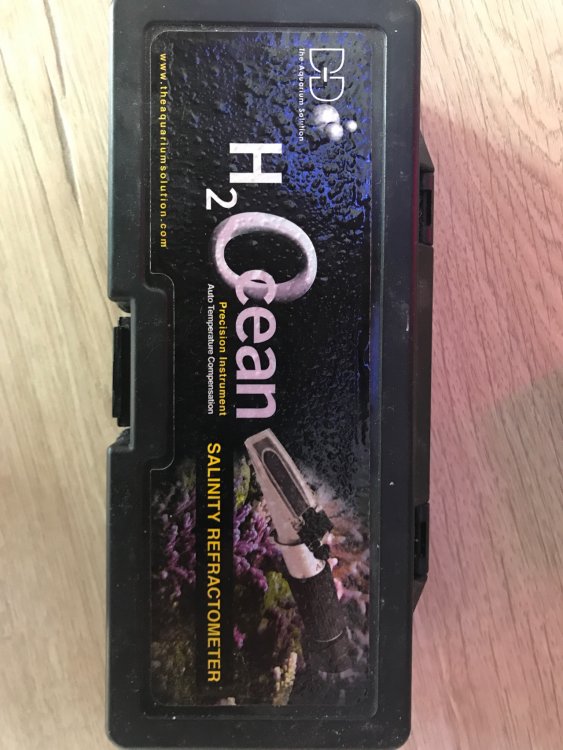 D-D
The Aquarium Solution
H2Ocean
Precision Instrument
Auto Temperature Compensation
SALINITY REFRACTOMETER
www.theaquariumsolution.com